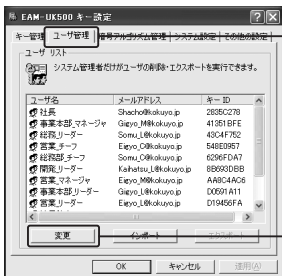 EAM-UK500 キー設定
キー管理 ユーザ管理 暗号アルゴリズム管理 システム設定 その他の設定
ユーザ リスト
システム管理者だけがユーザの削除・エクスポートを実行できます。
ユーザ名 メールアドレス キー ID
社長 Shacho@kokuyo.jp 2835C278
事業本部_マネージャ Gigyo_M@kokuyo.jp 41351BFE
総務_リーダー Somu_L@kokuyo.jp 43C4F752
営業_チーフ Eigyo_C@kokuyo.jp 548E0957
総務部_チーフ Somu_C@kokuyo.jp 6296FDA7
開発_リーダー Kaihatsu_L@kokuyo.jp 8B693DBB
営業_マネージャ Eigyo_M@kokuyo.jp AA8C4AC6
事業本部_リーダー Gigyo_L@kokuyo.jp D0591A11
営業_リーダー Eigyo_L@kokuyo.jp D19456FA
変更 インポート エクスポート
OK キャンセル 適用(A)